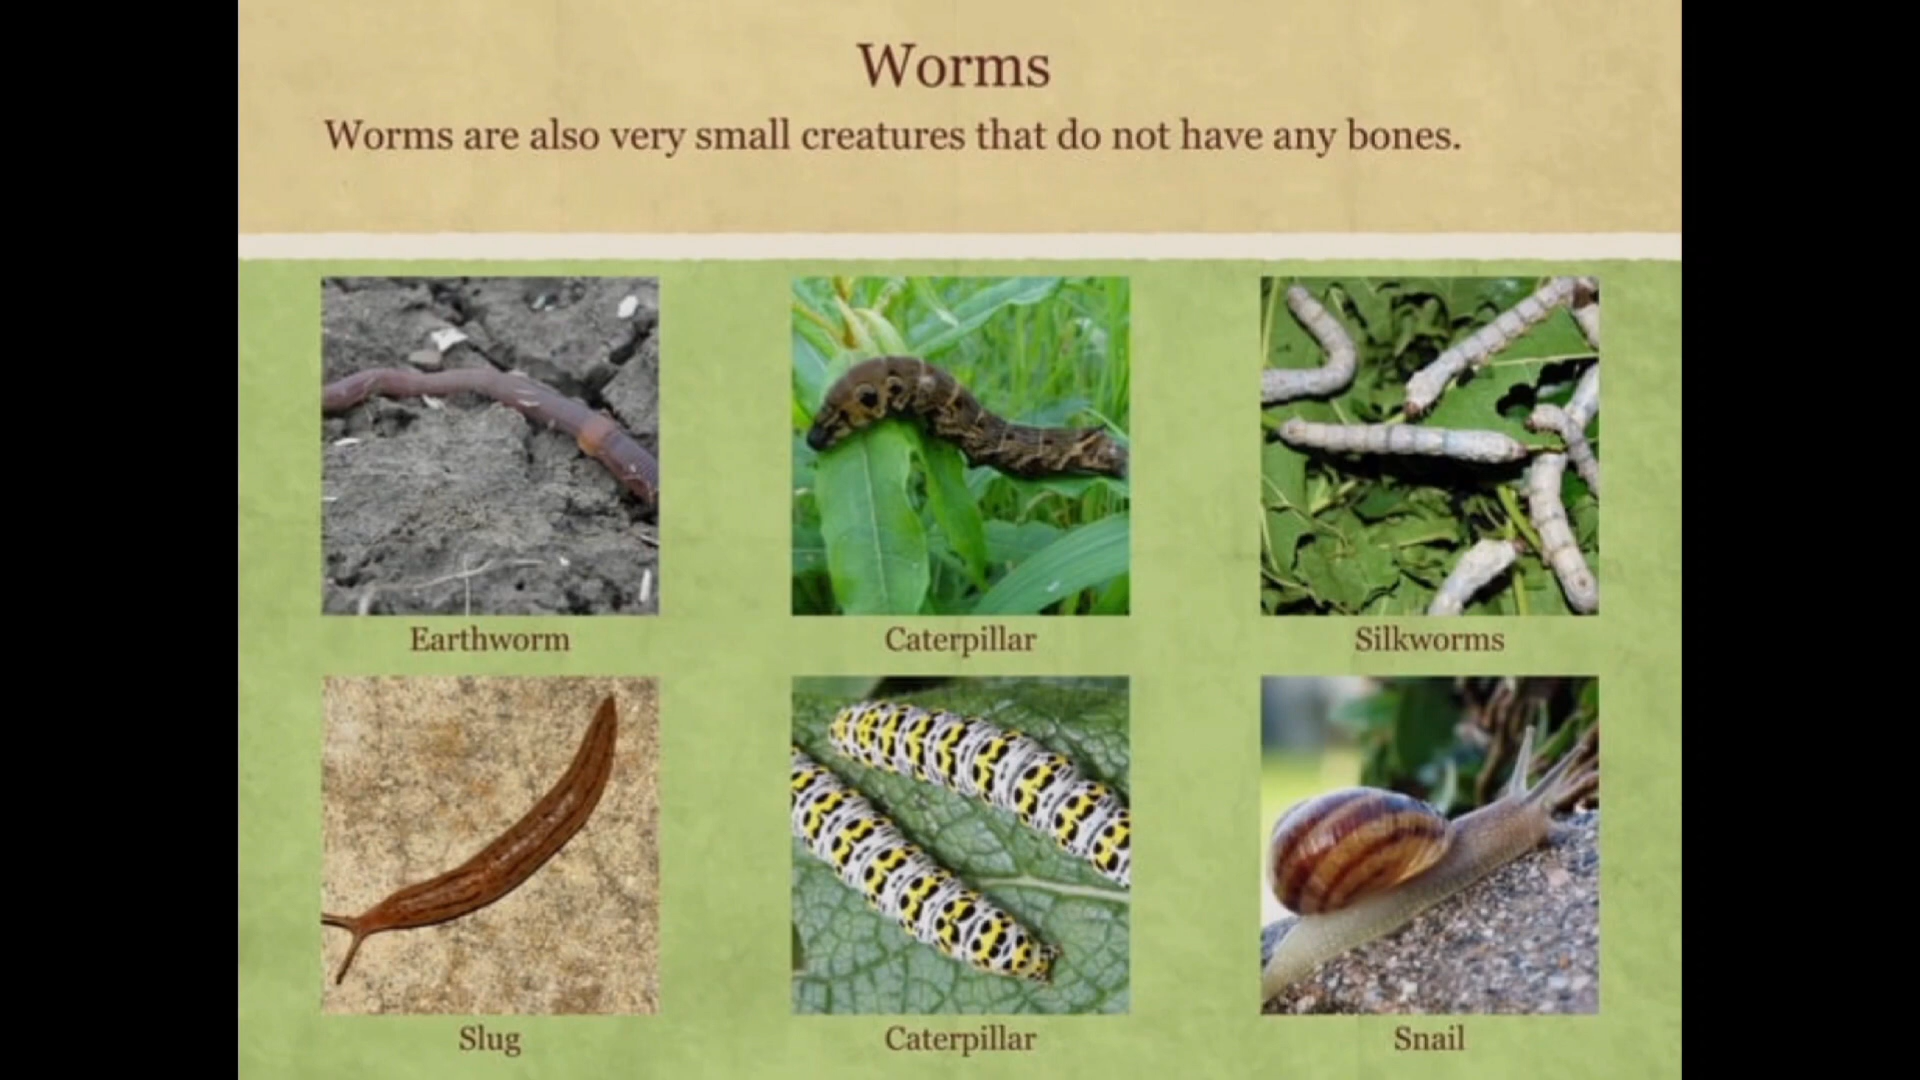 Worms
Worms are also very small creatures that do not have any bones.
Earthworm
Caterpillar
Silkworms
Slug
Caterpillar
Snail